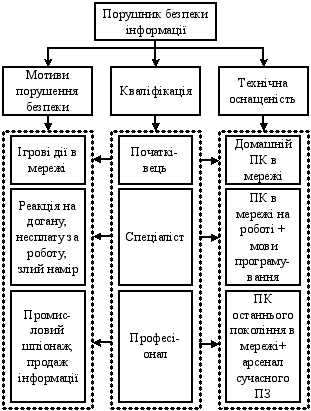 Порушник безпеки
інформації
Мотиви
порушення
безпеки
Кваліфікація
Технічна
оснащеність
Ігрові дії в
мережі
Початкі-
вець
Домашній
ПК в
мережі
Реакція на
догану,
несплату за
роботу,
злий намір
Спеціаліст
ПК в
мережі на
роботі +
мови
програму-
вання
Промис-
ловий
шпіонаж,
продаж
інформації
Професі-
онал
ПК
останнього
покоління в
мережі+
арсенал
сучасного
ПЗ